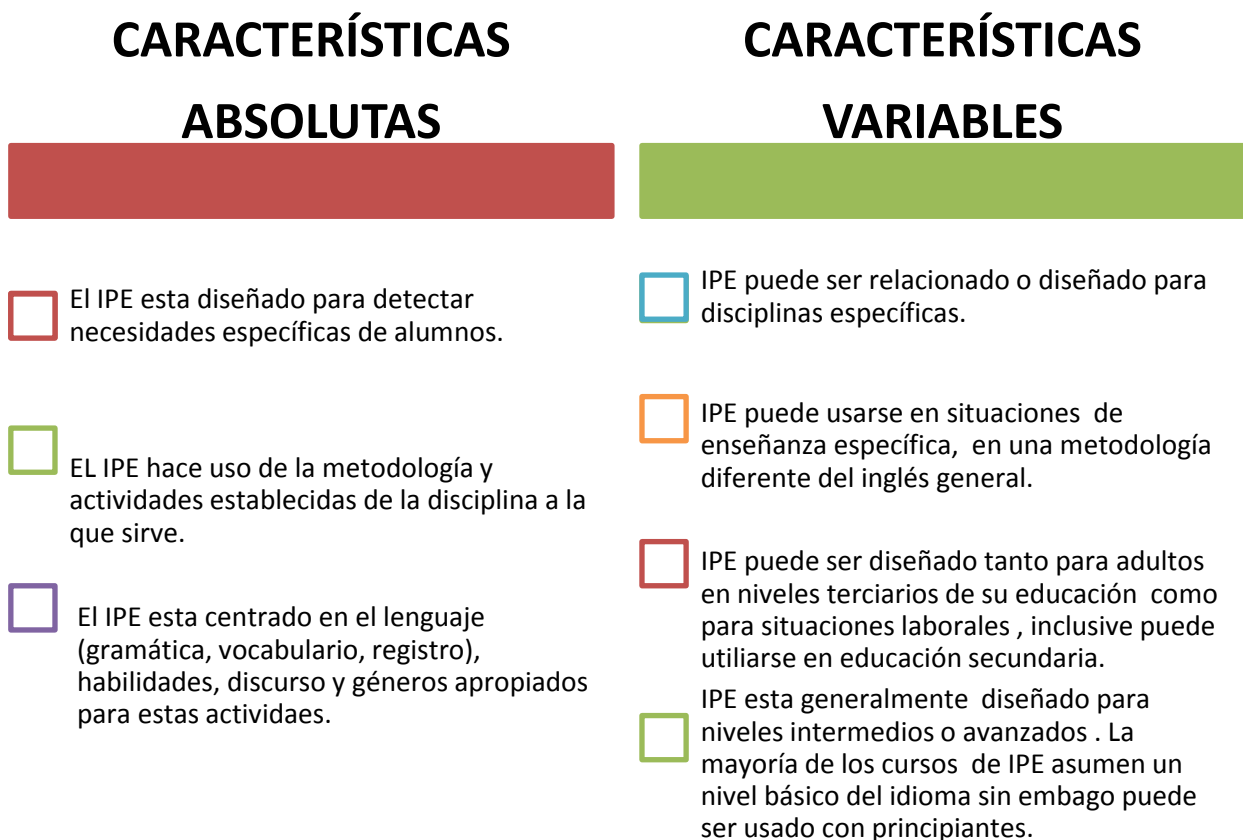 CARACTERÍSTICAS
ABSOLUTAS
El IPE esta diseñado para detectar
necesidades específicas de alumnos.
EL IPE hace uso de la metodología y
actividades establecidas de la disciplina a la
que sirve.
El IPE esta centrado en el lenguaje
(gramática, vocabulario, registro),
habilidades, discurso y géneros apropiados
para estas actividaes.
CARACTERÍSTICAS
VARIABLES
IPE puede ser relacionado o diseñado para
disciplinas específicas.
IPE puede usarse en situaciones de
enseñanza específica, en una metodología
diferente del inglés general.
IPE puede ser diseñado tanto para adultos
en niveles terciarios de su educación como
para situaciones laborales , inclusive puede
utiliarse en educación secundaria.
IPE esta generalmente diseñado para
niveles intermedios o avanzados . La
mayoría de los cursos de IPE asumen un
nivel básico del idioma sin embago puede
ser usado con principiantes.